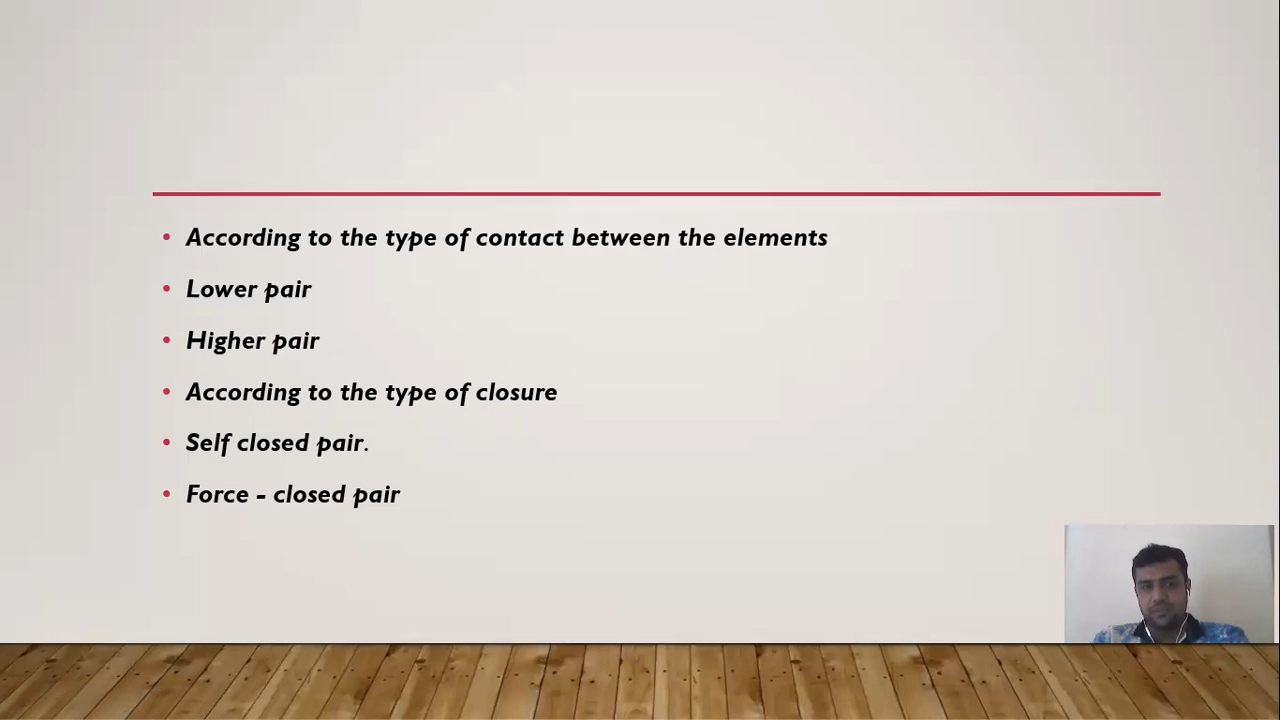 According to the type of contact between the elements
Lower pair
Higher pair
According to the type of closure
Self closed pair.
Force - closed pair